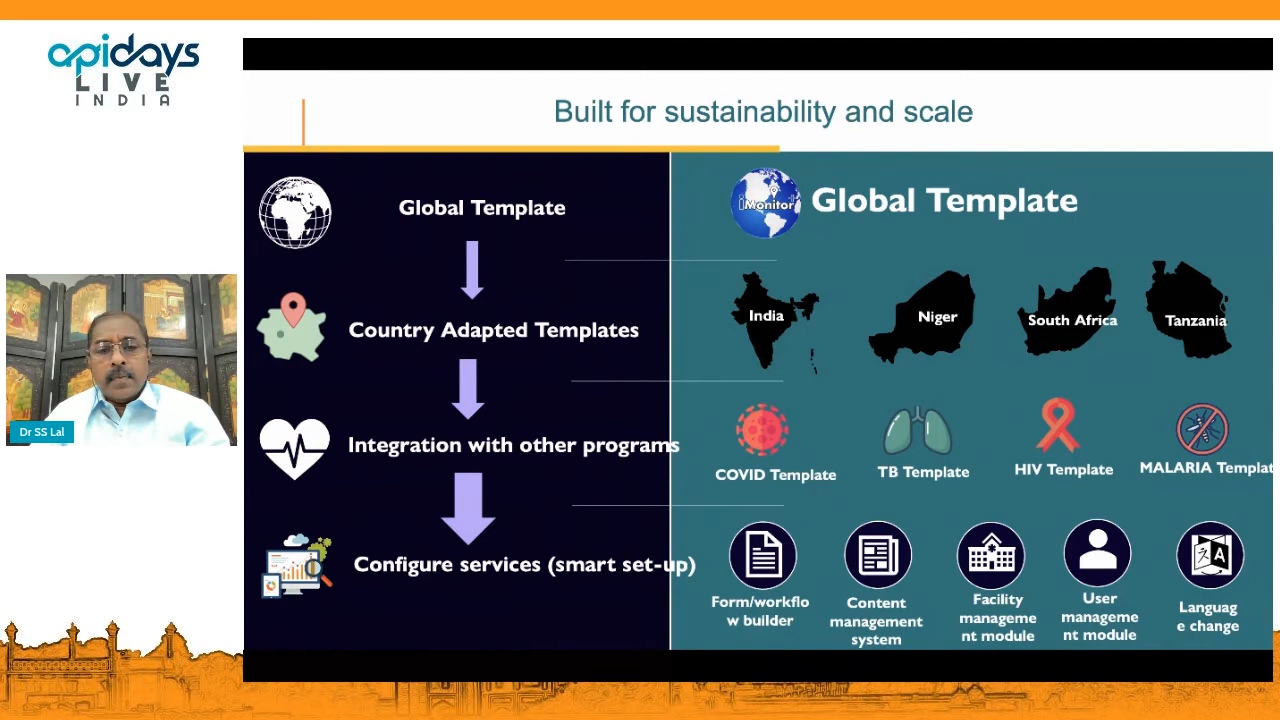 apidays
LIVE
INDIA
Built for sustainability and scale
Global Template
Country Adapted Templates
Integration with other programs
Configure services (smart set-up)
iMonitor
Global Template
India
Niger
South Africa
Tanzania
COVID Template
TB Template
HIV Template
MALARIA Templat
Form/workflo
w builder
Content
management
system
Facility
manageme
nt module
User
manageme
nt module
Languag
e change
Dr SS Lal